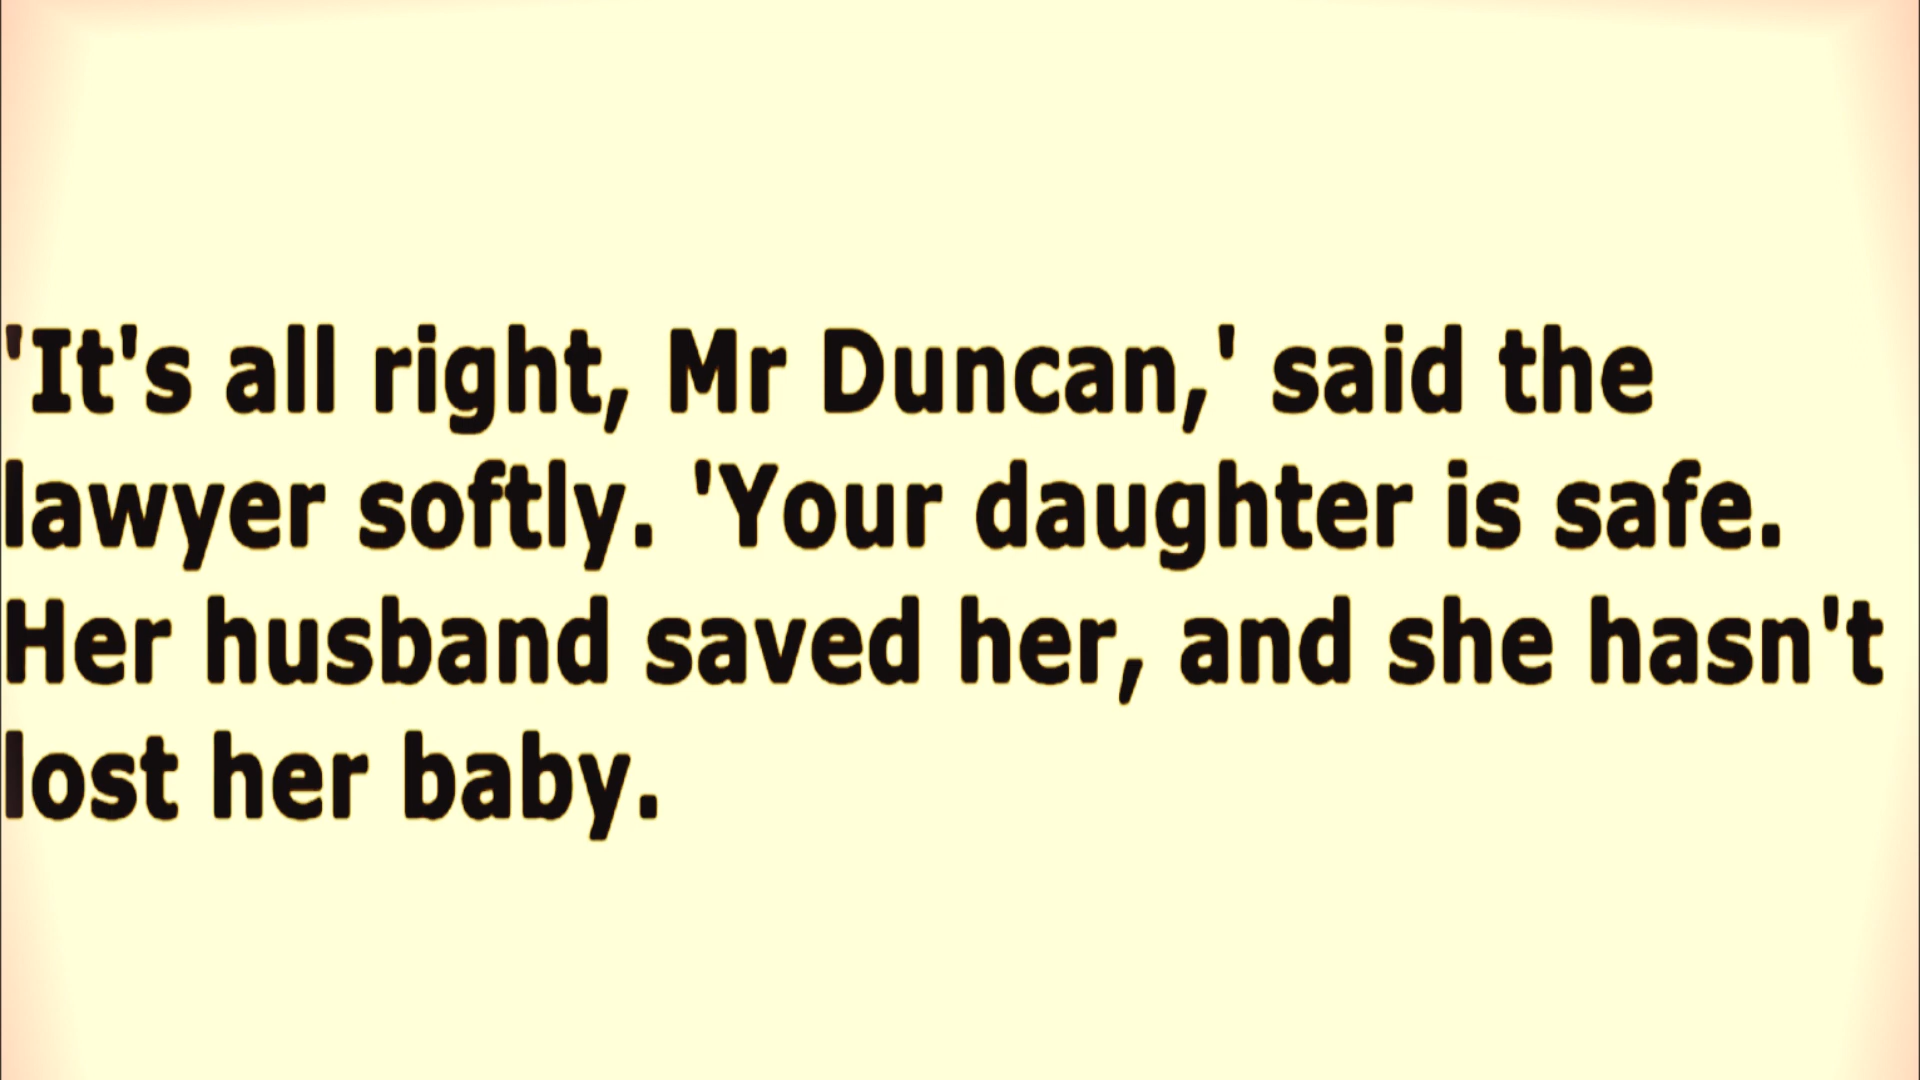 'It's all right, Mr Duncan,' said the
lawyer softly. 'Your daughter is safe.
Her husband saved her, and she hasn't
lost her baby.